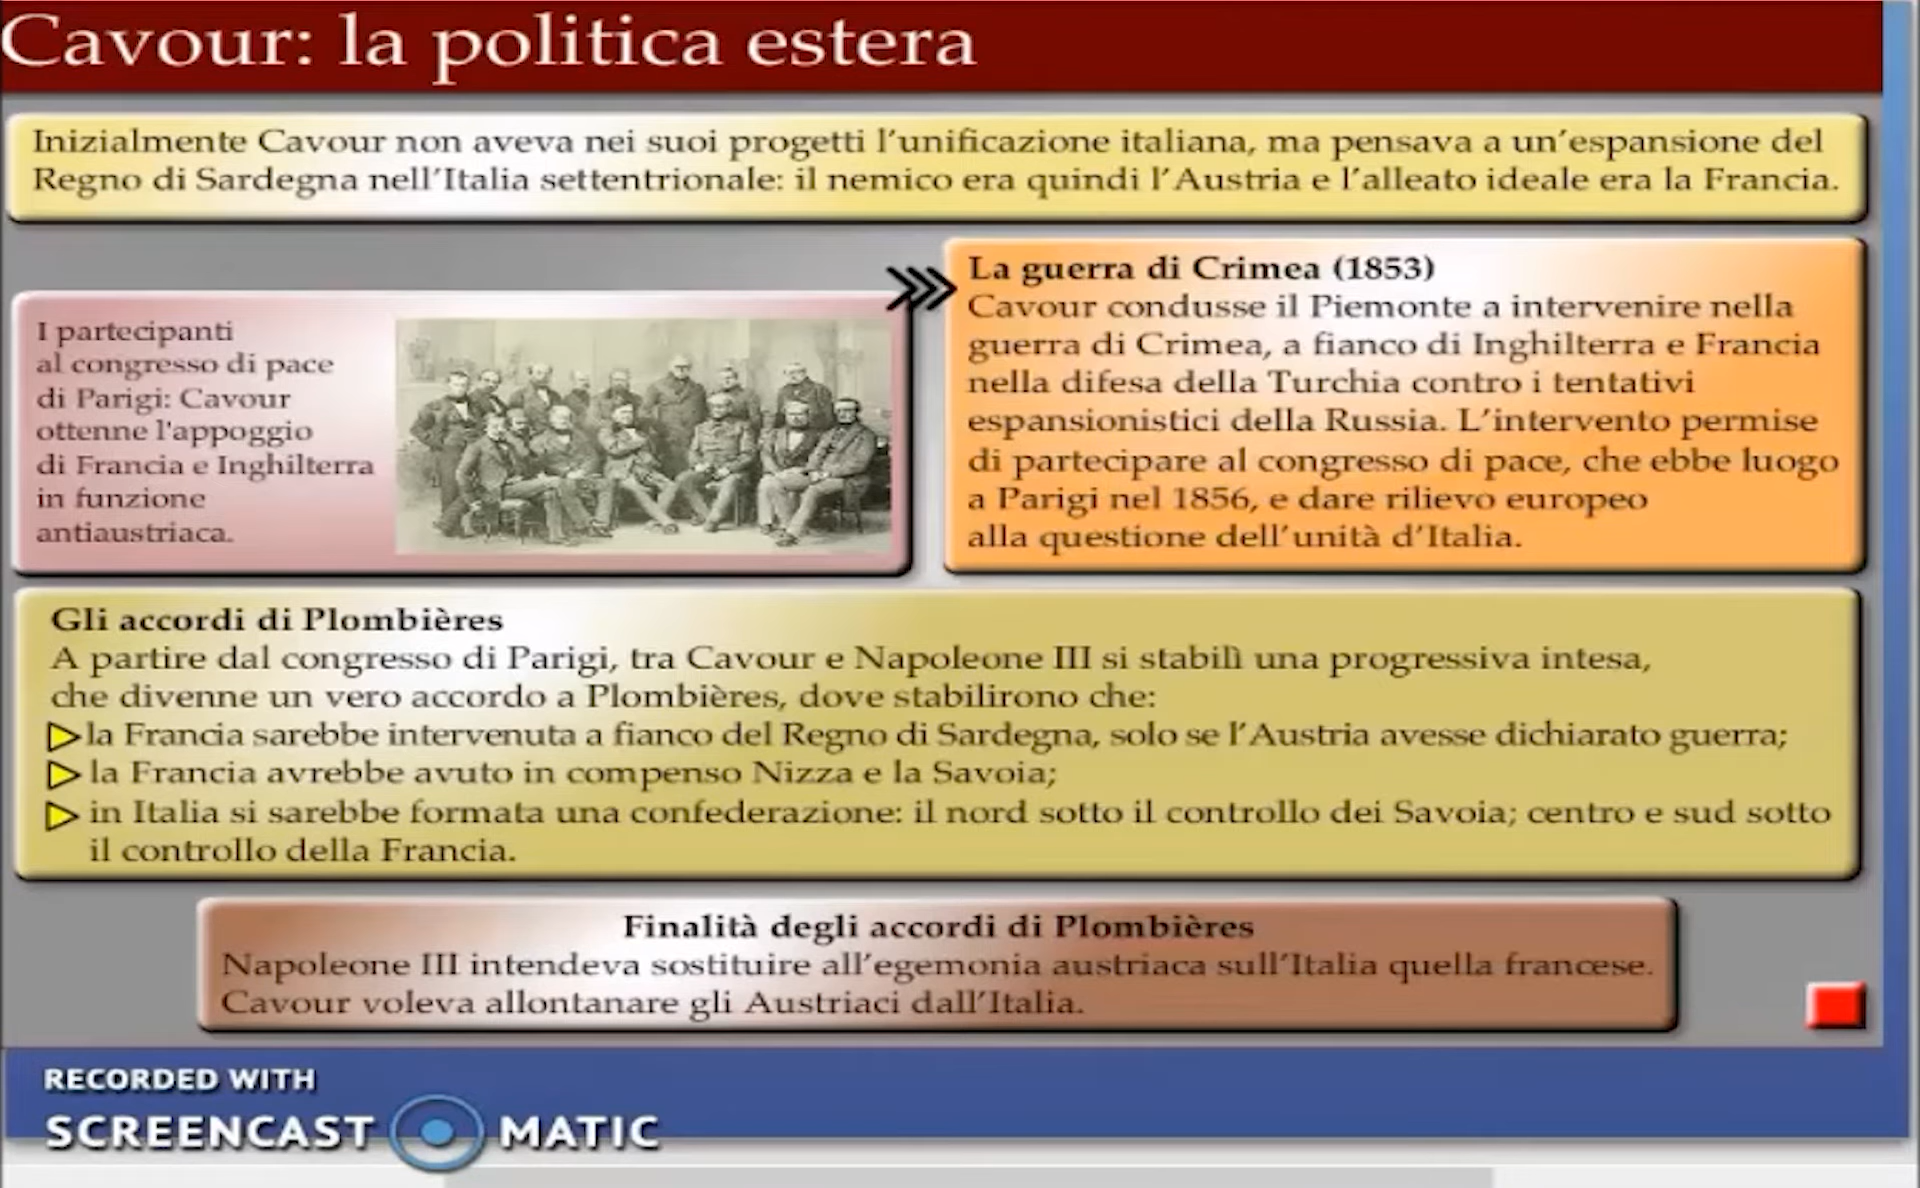 Cavour: la politica estera
Inizialmente Cavour non aveva nei suoi progetti l'unificazione italiana, ma pensava a un'espansione del
Regno di Sardegna nell'Italia settentrionale: il nemico era quindi l'Austria e l'alleato ideale era la Francia.
I partecipanti
al congresso di pace
di Parigi: Cavour
ottenne l'appoggio
di Francia e Inghilterra
in funzione
antiaustriaca.
La guerra di Crimea (1853)
Cavour condusse il Piemonte a intervenire nella
guerra di Crimea, a fianco di Inghilterra e Francia
nella difesa della Turchia contro i tentativi
espansionistici della Russia. L'intervento permise
di partecipare al congresso di pace, che ebbe luogo
a Parigi nel 1856, e dare rilievo europeo
alla questione dell'unità d'Italia.
Gli accordi di Plombières
A partire dal congresso di Parigi, tra Cavour e Napoleone III si stabilì una progressiva intesa,
che divenne un vero accordo a Plombières, dove stabilirono che:
la Francia sarebbe intervenuta a fianco del Regno di Sardegna, solo se l'Austria avesse dichiarato guerra;
la Francia avrebbe avuto in compenso Nizza e la Savoia;
in Italia si sarebbe formata una confederazione: il nord sotto il controllo dei Savoia; centro e sud sotto
il controllo della Francia.
Finalità degli accordi di Plombières
Napoleone III intendeva sostituire all'egemonia austriaca sull'Italia quella francese.
Cavour voleva allontanare gli Austriaci dall'Italia.
RECORDED WITH
SCREENCAST MATIC